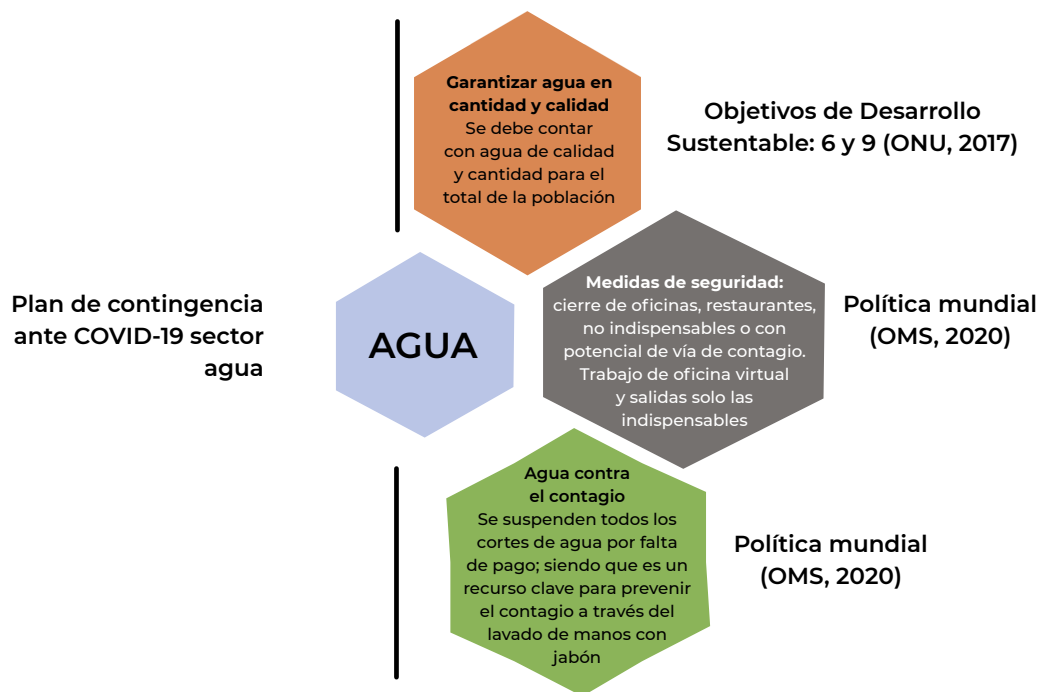 Garantizar agua en
cantidad y calidad
Se debe contar
con agua de calidad
y cantidad para el
total de la población
Objetivos de Desarrollo
Sustentable: 6 y 9 (ONU, 2017)
Plan de contingencia
ante COVID-19 sector
agua
AGUA
Medidas de seguridad:
cierre de oficinas, restaurantes,
no indispensables o con
potencial de vía de contagio.
Trabajo de oficina virtual
y salidas solo las
indispensables
Política mundial
(OMS, 2020)
Agua contra
el contagio
Se suspenden todos los
cortes de agua por falta
de pago; siendo que es un
recurso clave para prevenir
el contagio a través del
lavado de manos con
jabón
Política mundial
(OMS, 2020)